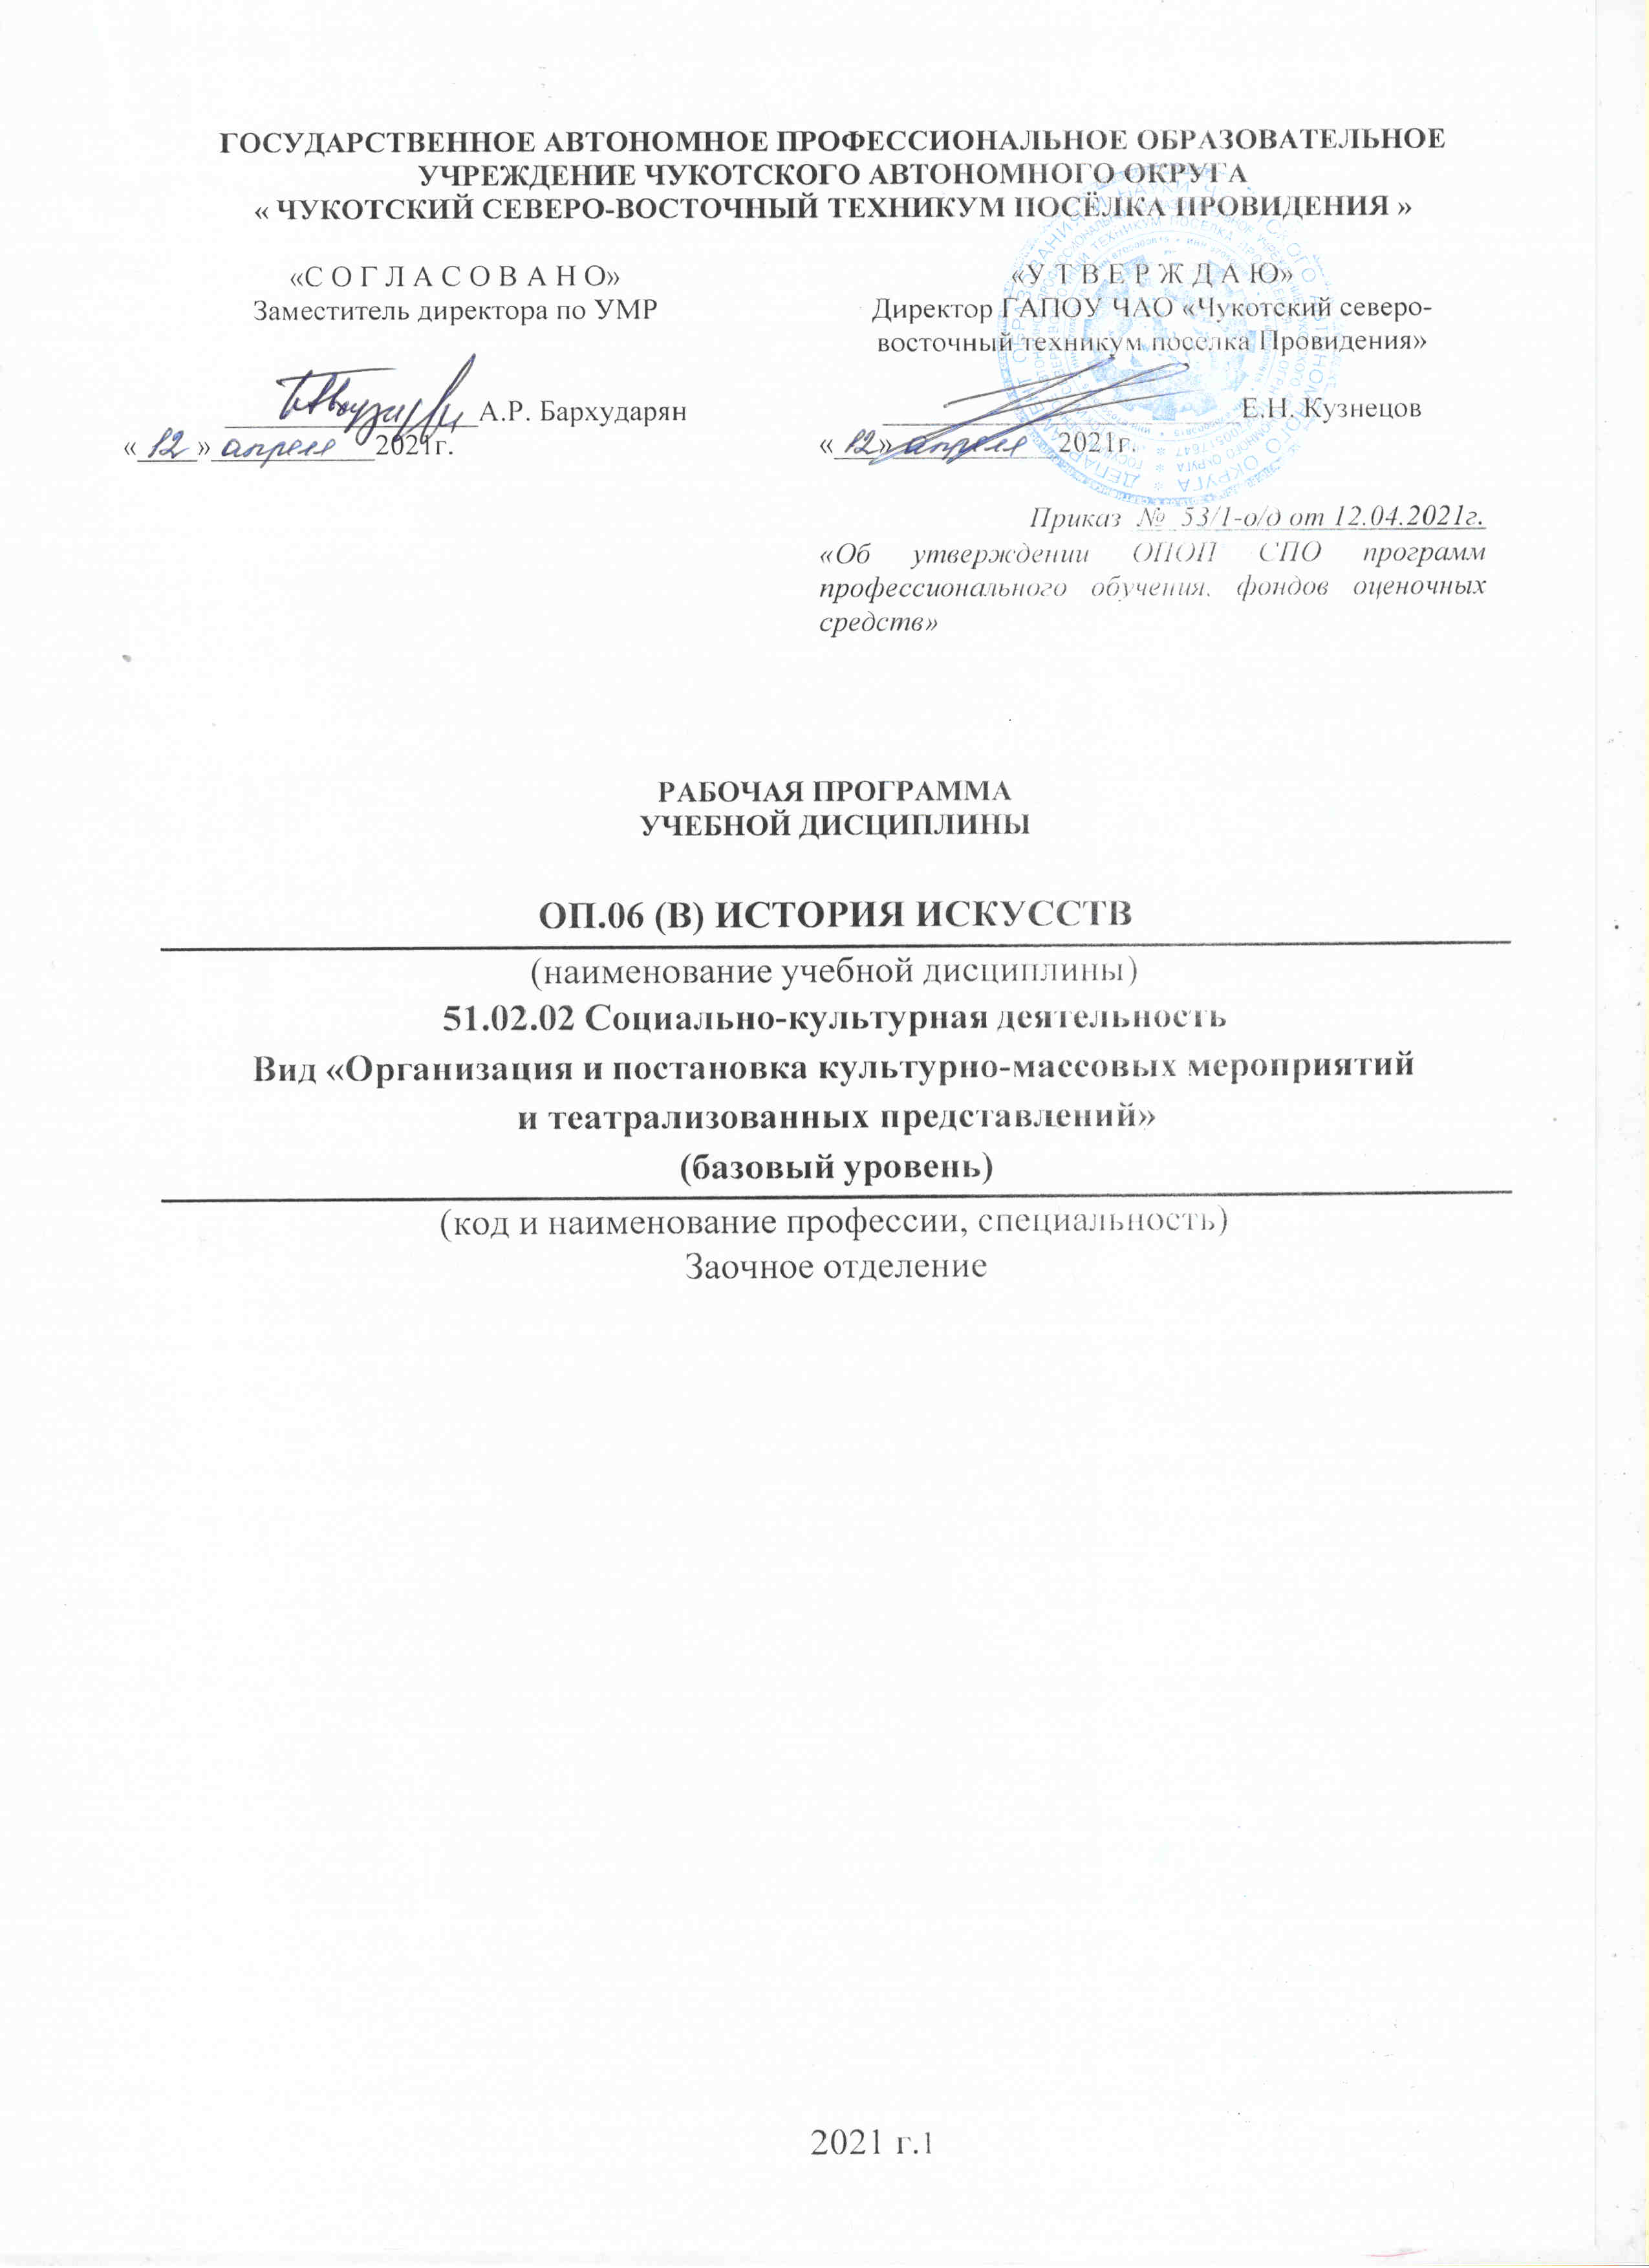 ГОСУДАРСТВЕННОЕ АВТОНОМНОЕ ПРОФЕССИОНАЛЬНОЕ ОБРАЗОВАТЕЛЬНОЕ
УЧРЕЖДЕНИЕ ЧУКОТСКОГО АВТОНОМНОГО ОКРУГА
« ЧУКОТСКИЙ СЕВЕРО-ВОСТОЧНЫЙ ТЕХНИКУМ ПОСЁЛКА ПРОВИДЕНИЯ »
«С О Г Л А С О В А Н О»
Заместитель директора по УМР
А.Р. Бархударян
«12» апреля 2021г.
«У Т В Е Р Ж Д А Ю»
Директор ГАПОУ ЧАО «Чукотский северо-
восточный техникум поселка Провидения»
Е.Н. Кузнецов
«12» апреля 2021г.
Приказ № 53/1-о/д от 12.04.2021г.
«Об утверждении ОПОП СПО программ
профессионального обучения, фондов оценочных
средств»
РАБОЧАЯ ПРОГРАММА
УЧЕБНОЙ ДИСЦИПЛИНЫ
ОП.06 (В) ИСТОРИЯ ИСКУССТВ
(наименование учебной дисциплины)
51.02.02 Социально-культурная деятельность
Вид «Организация и постановка культурно-массовых мероприятий
и театрализованных представлений»
(базовый уровень)
(код и наименование профессии, специальность)
Заочное отделение
2021 г.1